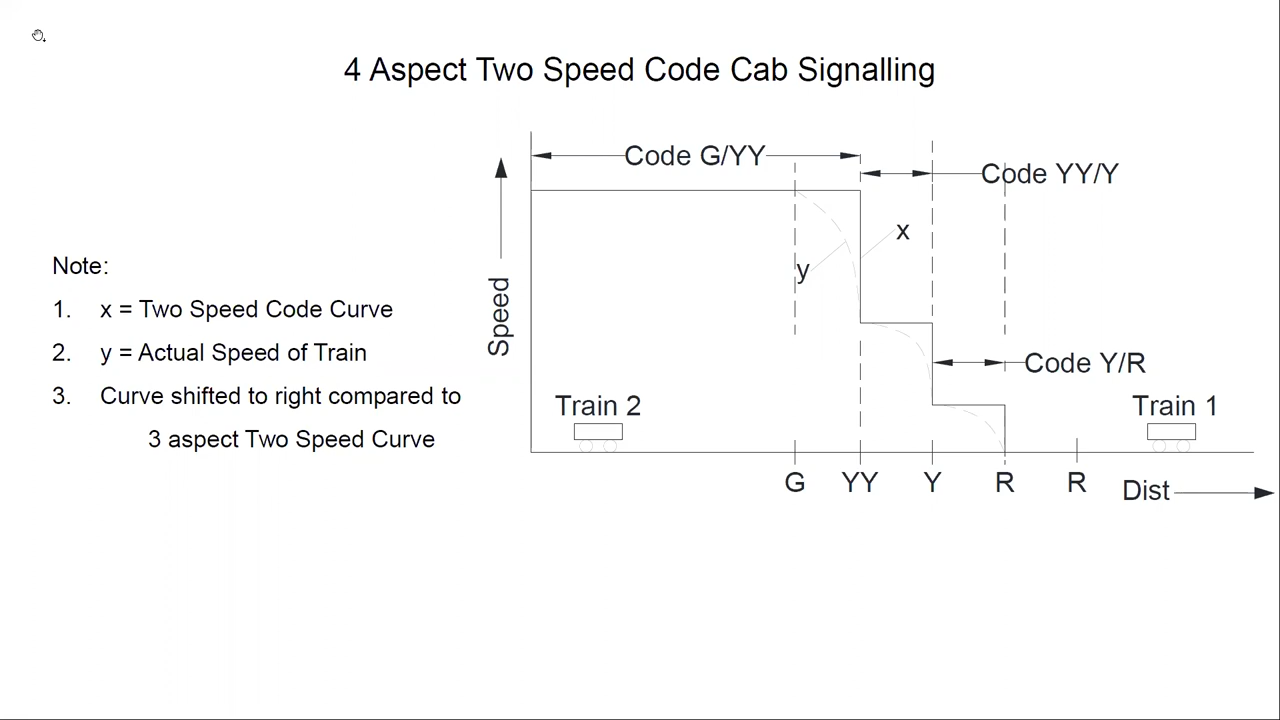 4 Aspect Two Speed Code Cab Signalling
Code G/YY
Code YY/Y
x
y
Speed
Note:
1. x = Two Speed Code Curve
2. y = Actual Speed of Train
3. Curve shifted to right compared to
3 aspect Two Speed Curve
Code Y/R
Train 2
Train 1
G YY Y R R Dist